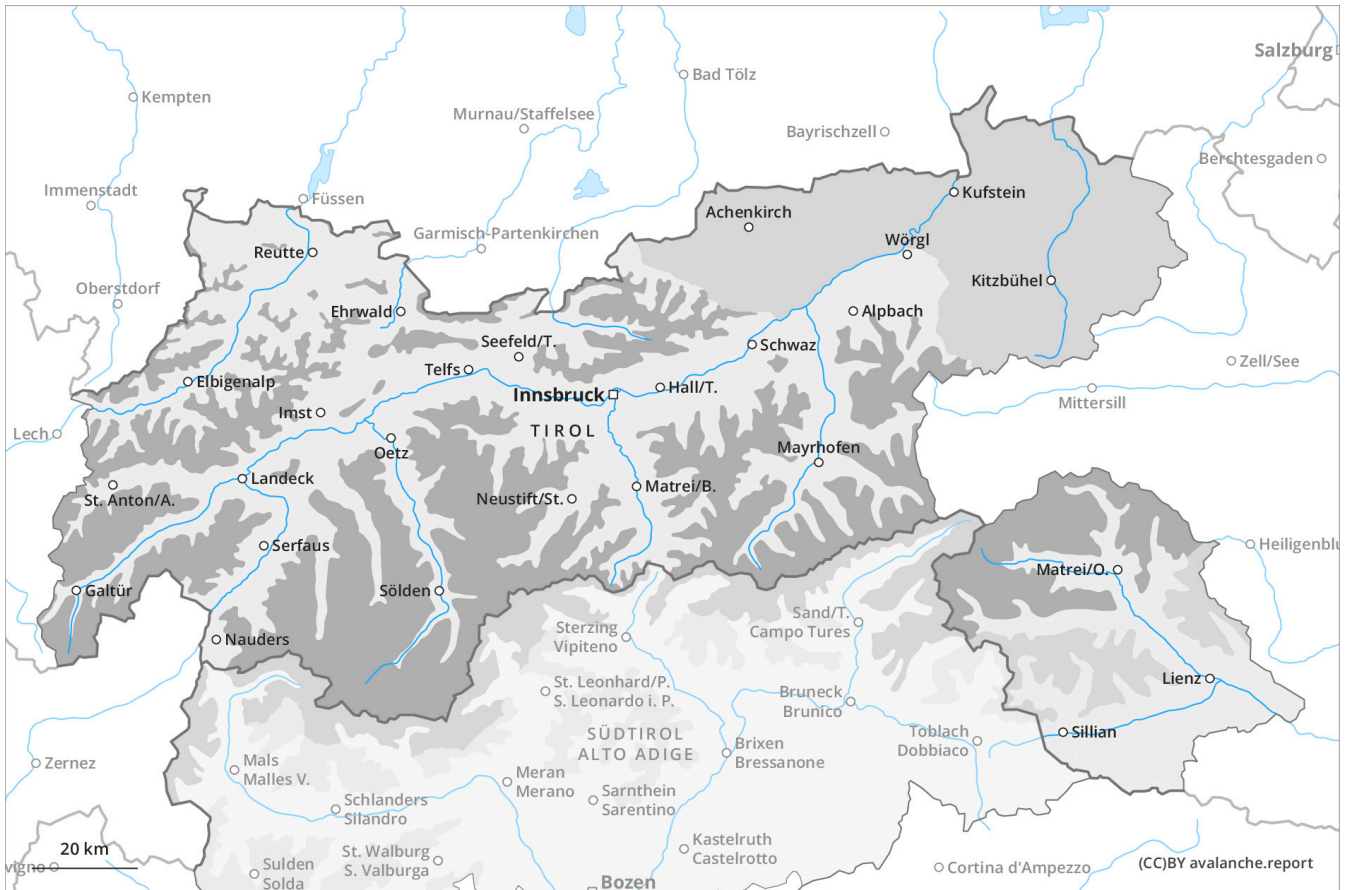 Salzburg
Bad Tölz
Kempten
Murnau/Staffelsee
Bayrischzell
Berchtesgaden
Immenstadt
Füssen
Kufstein
Achenkirch
Garmisch-Partenkirchen
Wörgl
Reutte
Kitzbühel
Oberstdorf
Ehrwald
Alpbach
Seefeld/T.
Schwaz
Zell/See
Telfs
Elbigenalp
Hall/T.
Innsbruck
Mittersill
Imst
TIROL
Lech
Oetz
Mayrhofen
Landeck
St. Anton/A.
Neustift/St.
Matrei/B.
Serfaus
Heiligenblu
Matrei/O.
Galtür
Sölden
Sand/T.
Campo Tures
Nauders
Sterzing
Vipiteno
Lienz
St. Leonhard/P.
S. Leonardo i. P.
Bruneck
Brunico
SÜDTIROL
ALTO ADIGE
Toblach
Dobbiaco
Sillian
Brixen
Bressanone
Zernez
Mals
Malles V.
Meran
Merano
Schlanders
Silandro
Sarnthein
Sarentino
Kastelruth
Castelrotto
20 km
St. Walburg
S. Valburga
vigno
Sulden
Solda
Cortina d'Ampezzo
(CC)BY avalanche.report
Bozen